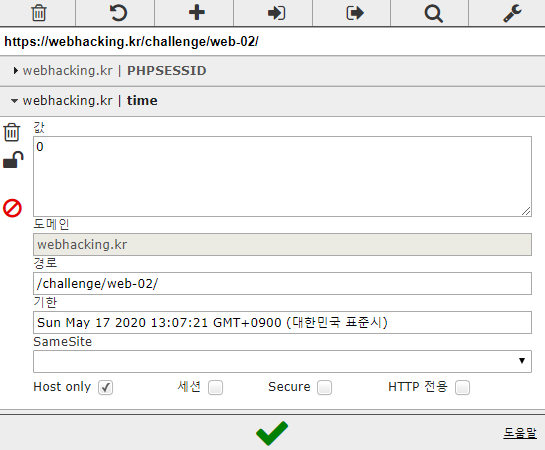 https://webhacking.kr/challenge/web-02/
webhacking.kr | PHPSESSID
webhacking.kr | time
값
0
도메인
webhacking.kr
경로
/challenge/web-02/
기한
Sun May 17 2020 13:07:21 GMT+0900 (대한민국 표준시)
SameSite
Host only 세션 Secure HTTP 전용
도움말